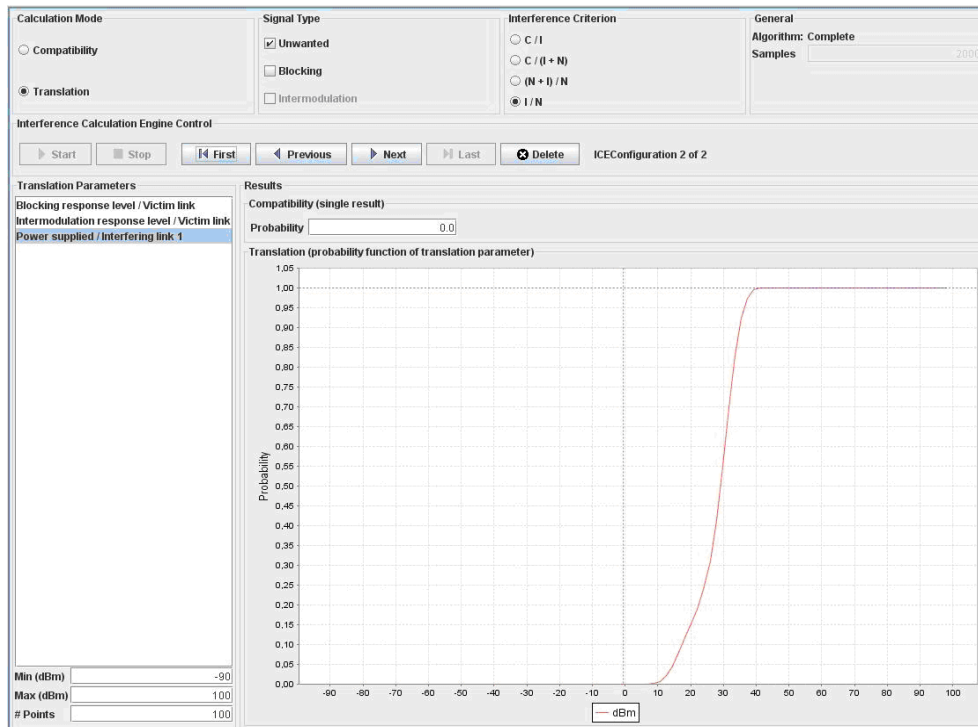 Calculation Mode
Compatibility
Translation
Signal Type
Unwanted
Blocking
Intermodulation
Interference Criterion
C / I
C / (I + N)
(N + I) / N
I / N
General
Algorithm: Complete
Samples 2000
Interference Calculation Engine Control
Start Stop First Previous Next Last Delete ICEConfiguration 2 of 2
Translation Parameters
Blocking response level / Victim link
Intermodulation response level / Victim link
Power supplied / Interfering link 1
Min (dBm) -90
Max (dBm) 100
# Points 100
Results
Compatibility (single result)
Probability 0.0
Translation (probability function of translation parameter)
Probability
1,05
1,00
0,95
0,90
0,85
0,80
0,75
0,70
0,65
0,60
0,55
0,50
0,45
0,40
0,35
0,30
0,25
0,20
0,15
0,10
0,05
0,00
-90 -80 -70 -60 -50 -40 -30 -20 -10 0 10 20 30 40 50 60 70 80 90 100
dBm